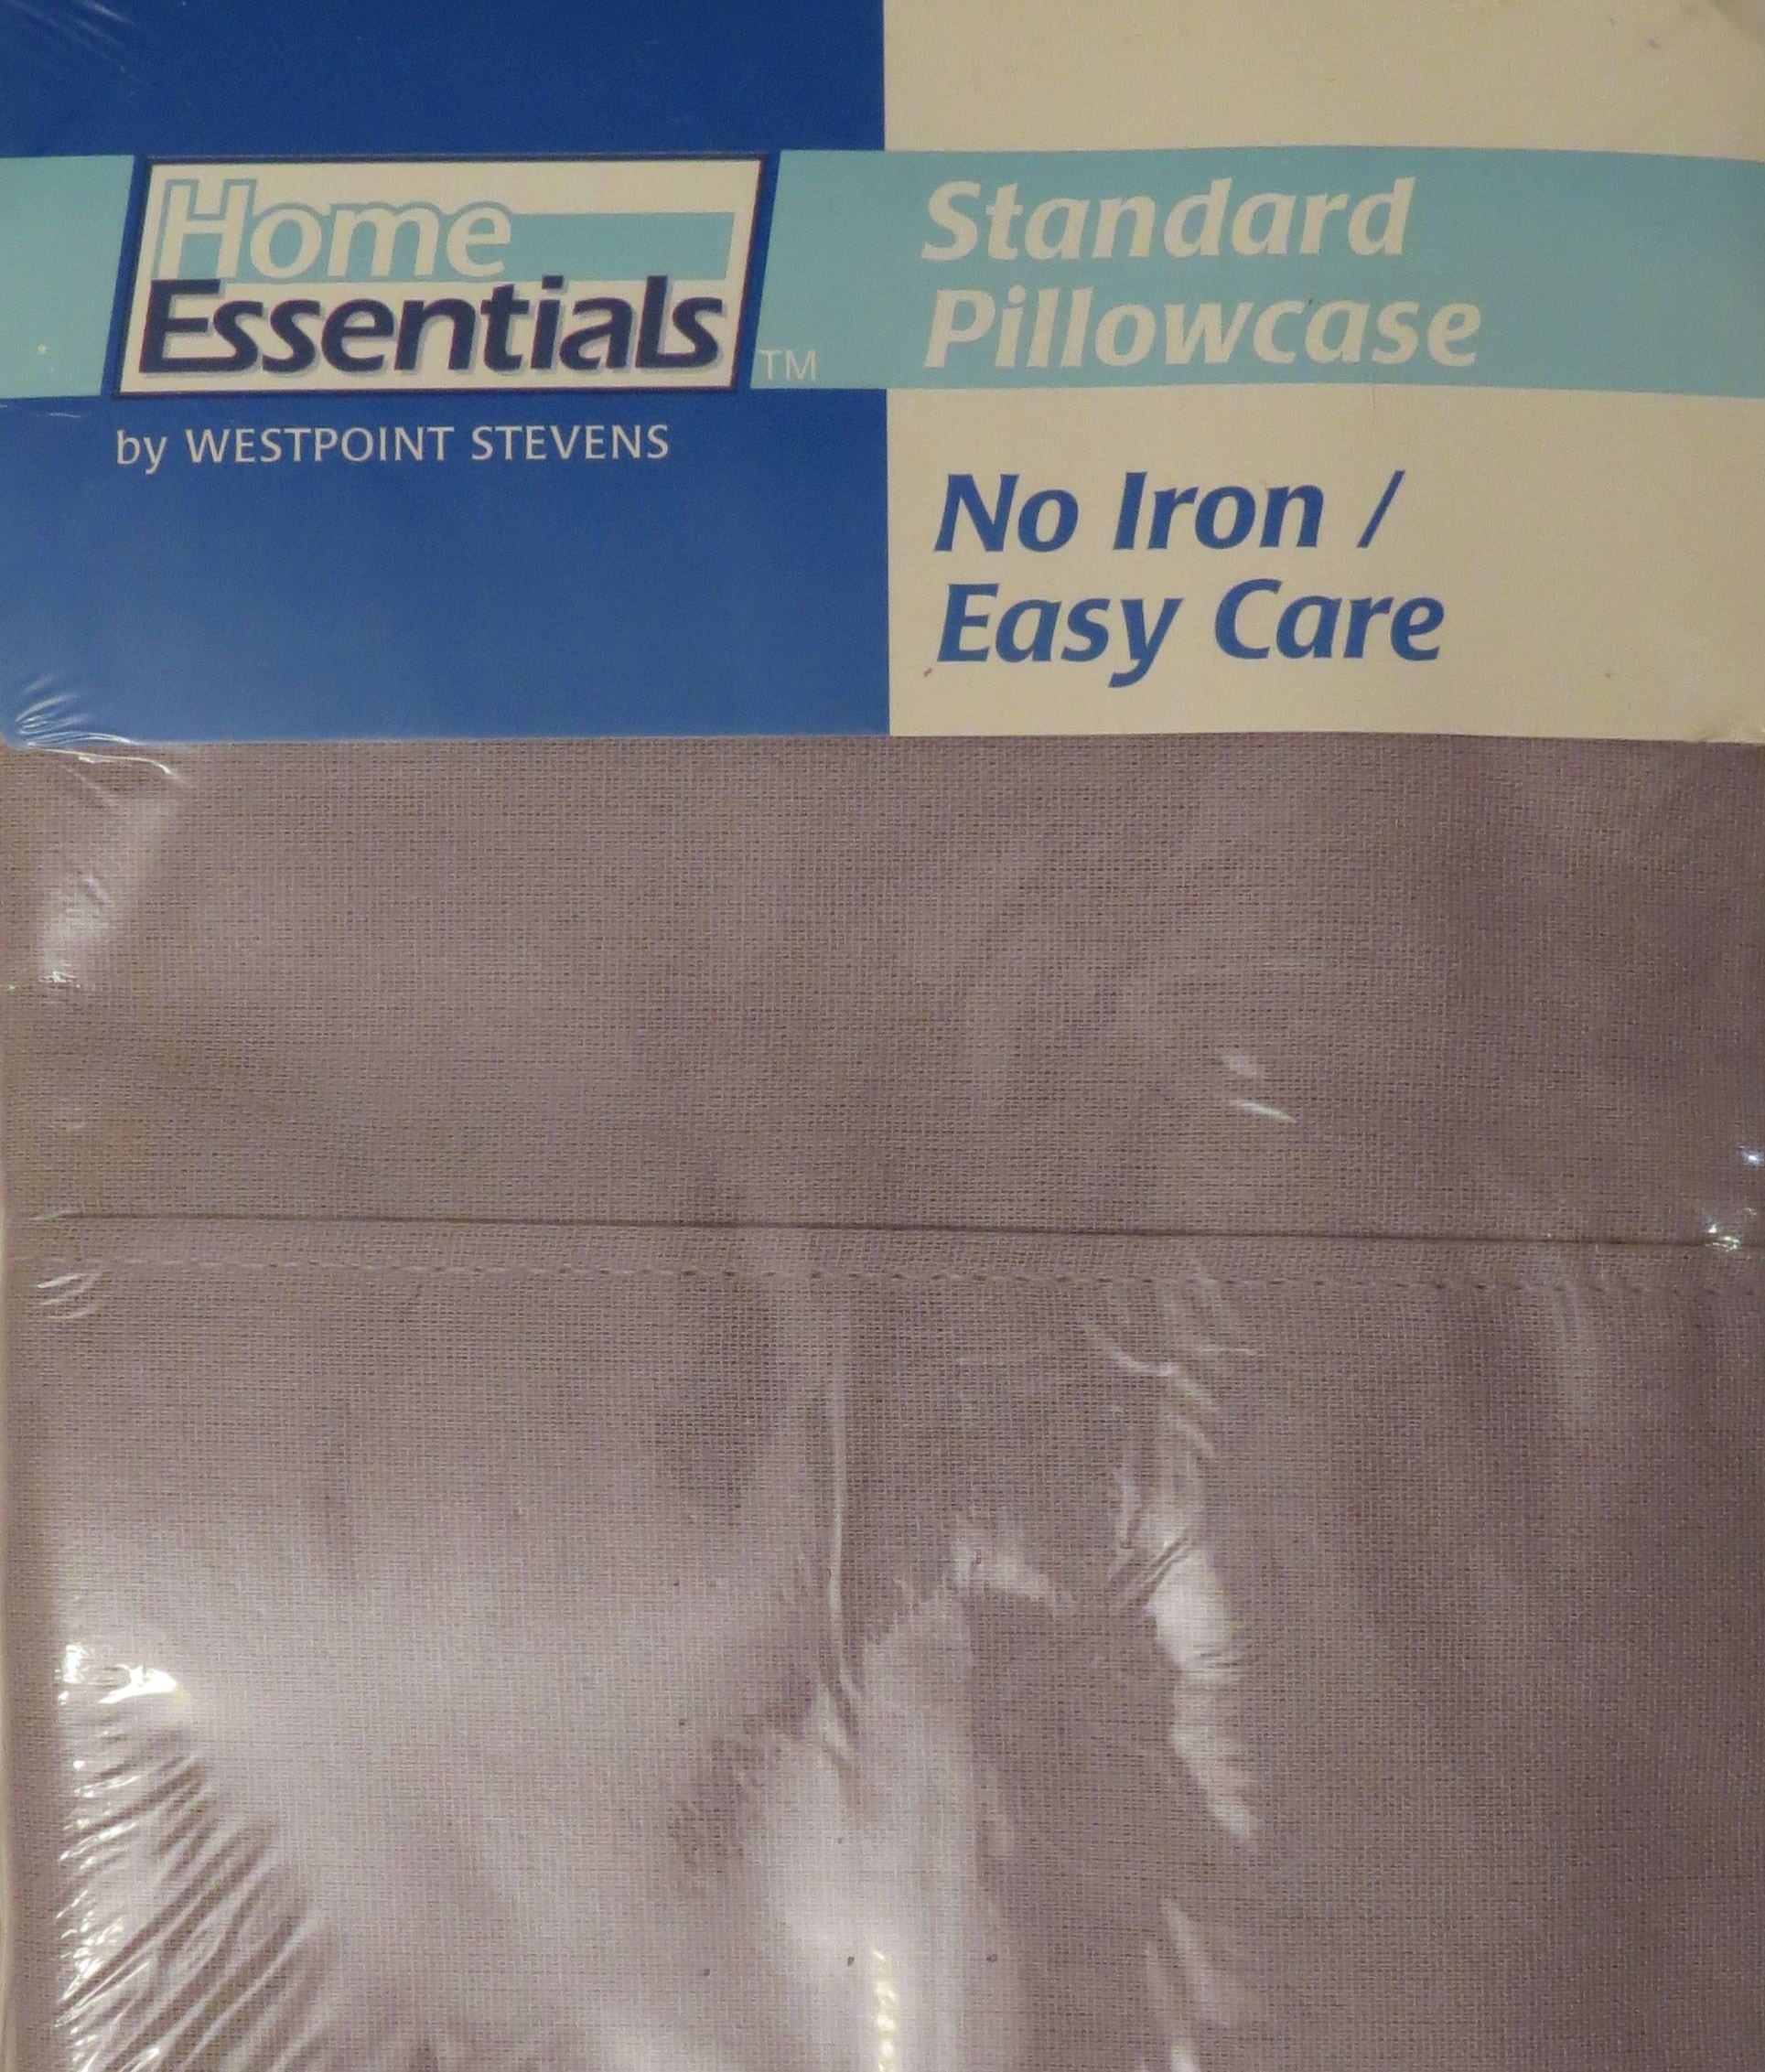 Home
Essentials
TM
by WESTPOINT STEVENS
Standard
Pillowcase
No Iron /
Easy Care